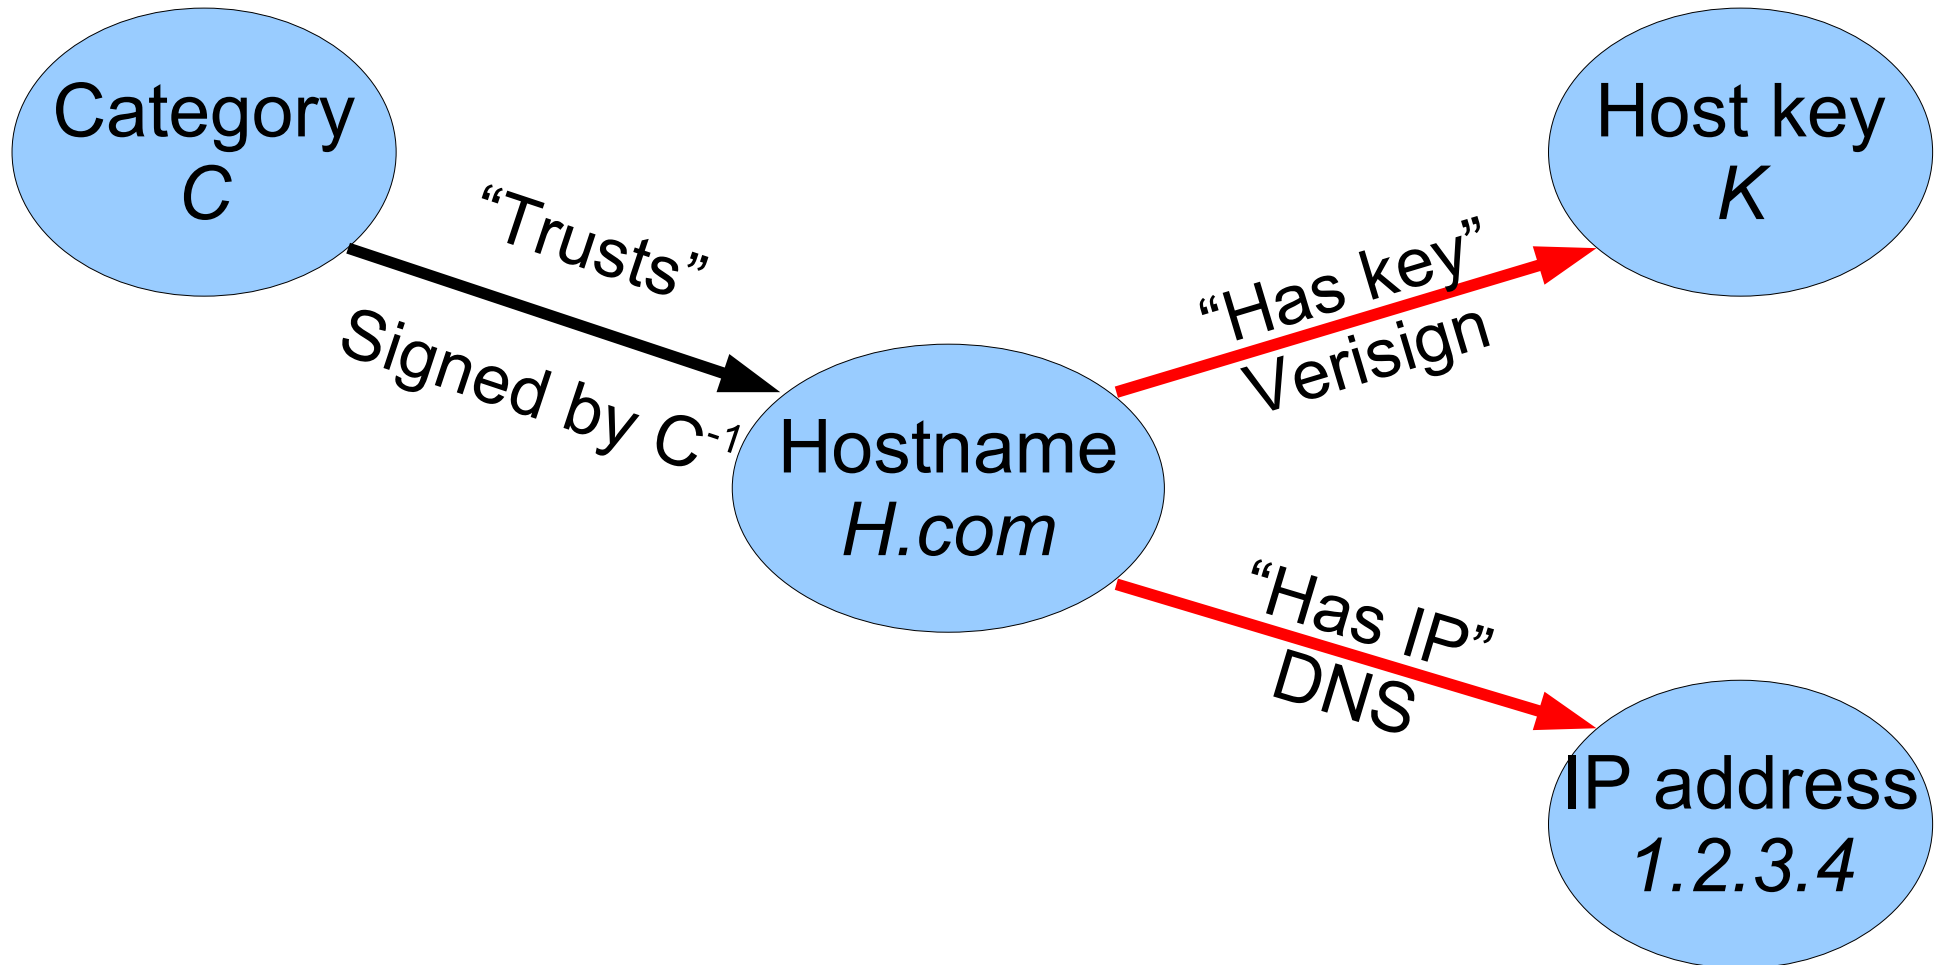 Category
C
“Trusts”
Signed by C⁻¹
Hostname
H.com
“Has key”
Verisign
Host key
K
“Has IP”
DNS
IP address
1.2.3.4